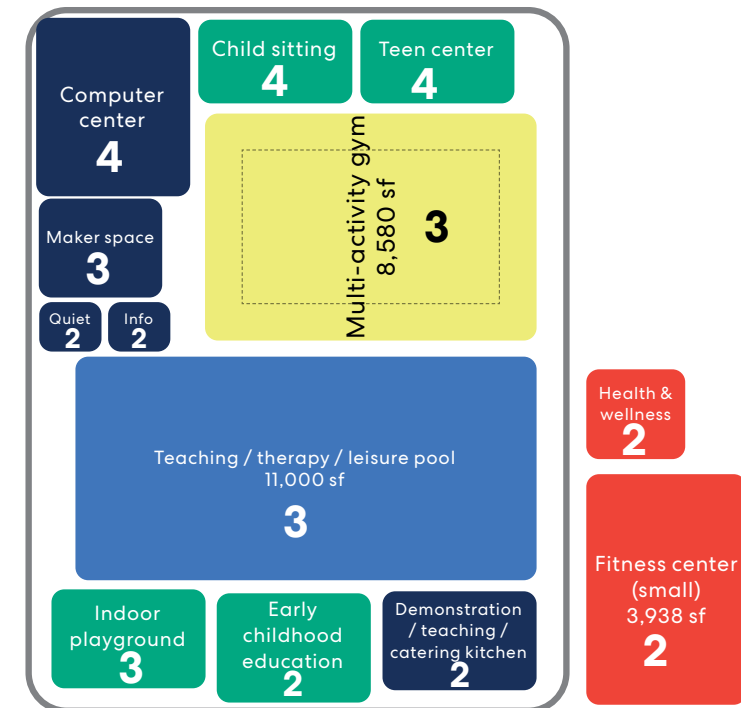 Child sitting
4
Teen center
4
Computer
center
4
Multi-activity gym
8,580 sf
3
Maker space
3
Quiet
2
Info
2
Teaching / therapy / leisure pool
11,000 sf
3
Health &
wellness
2
Fitness center
(small)
3,938 sf
2
Indoor
playground
3
Early
childhood
education
2
Demonstration
/ teaching /
catering kitchen
2